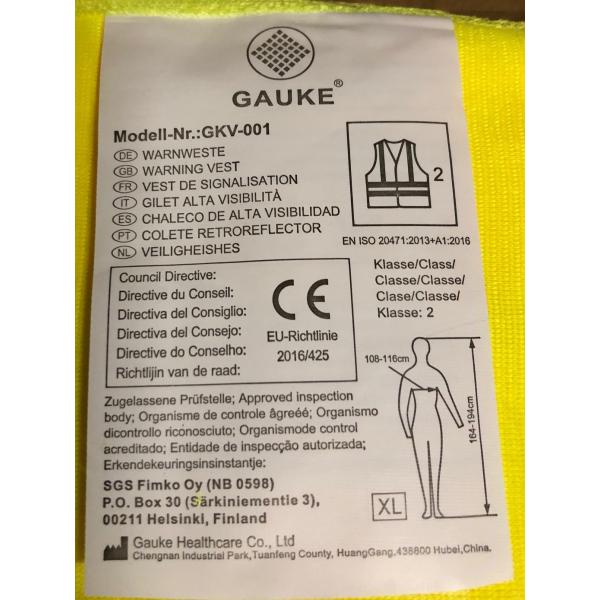 GAUKE®
Modell-Nr.:GKV-001
DE WARNWESTE
GB WARNING VEST
FR VEST DE SIGNALISATION
IT GILET ALTA VISIBILITÀ
ES CHALECO DE ALTA VISIBILIDAD
PT COLETE RETROREFLECTOR
NL VEILIGHEISHES
2
EN ISO 20471:2013+A1:2016
Council Directive:
Directive du Conseil:
Directiva del Consiglio:
Directiva del Consejo:
Directiva do Conselho:
Richtlijin van de raad:
CE
EU-Richtlinie
2016/425
Klasse/Class/
Classe/Classe/
Clase/Classe/
Klasse: 2
108-116cm
164-194cm
Zugelassene Prüfstelle; Approved inspection
body; Organisme de controle âgreéé; Organismo
dicontrollo riconosciuto; Organismode control
acreditado; Entidade de inspecção autorizada;
Erkendekeuringsinsinstantje:
SGS Fimko Oy (NB 0598)
P.O. Box 30 (Särkiniementie 3),
00211 Helsinki, Finland
XL
Gauke Healthcare Co., Ltd
Chengnan Industrial Park,Tuanfeng County, HuangGang,438800 Hubei,China.